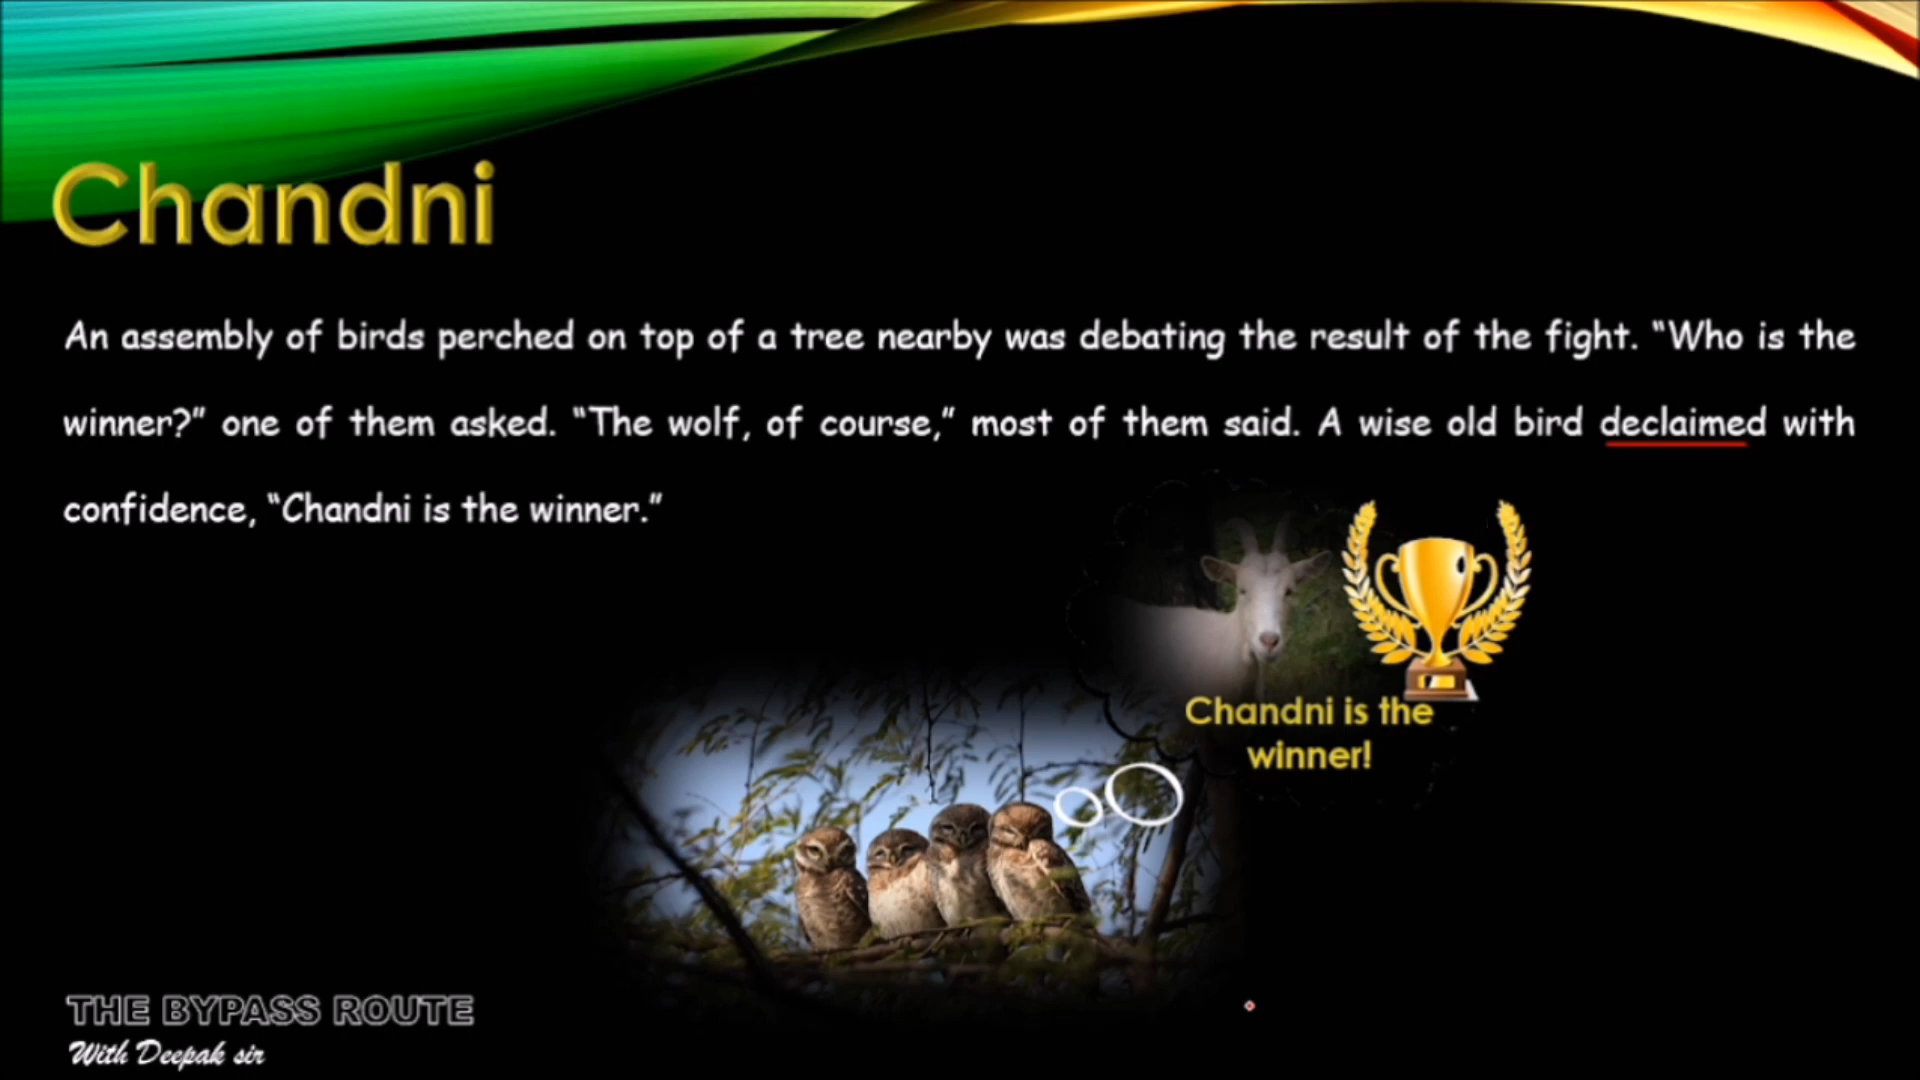 Chandni
An assembly of birds perched on top of a tree nearby was debating the result of the fight. “Who is the
winner?” one of them asked. “The wolf, of course,” most of them said. A wise old bird declaimed with
confidence, “Chandni is the winner.”
Chandni is the
winner!
THE BYPASS ROUTE
With Deepak sir